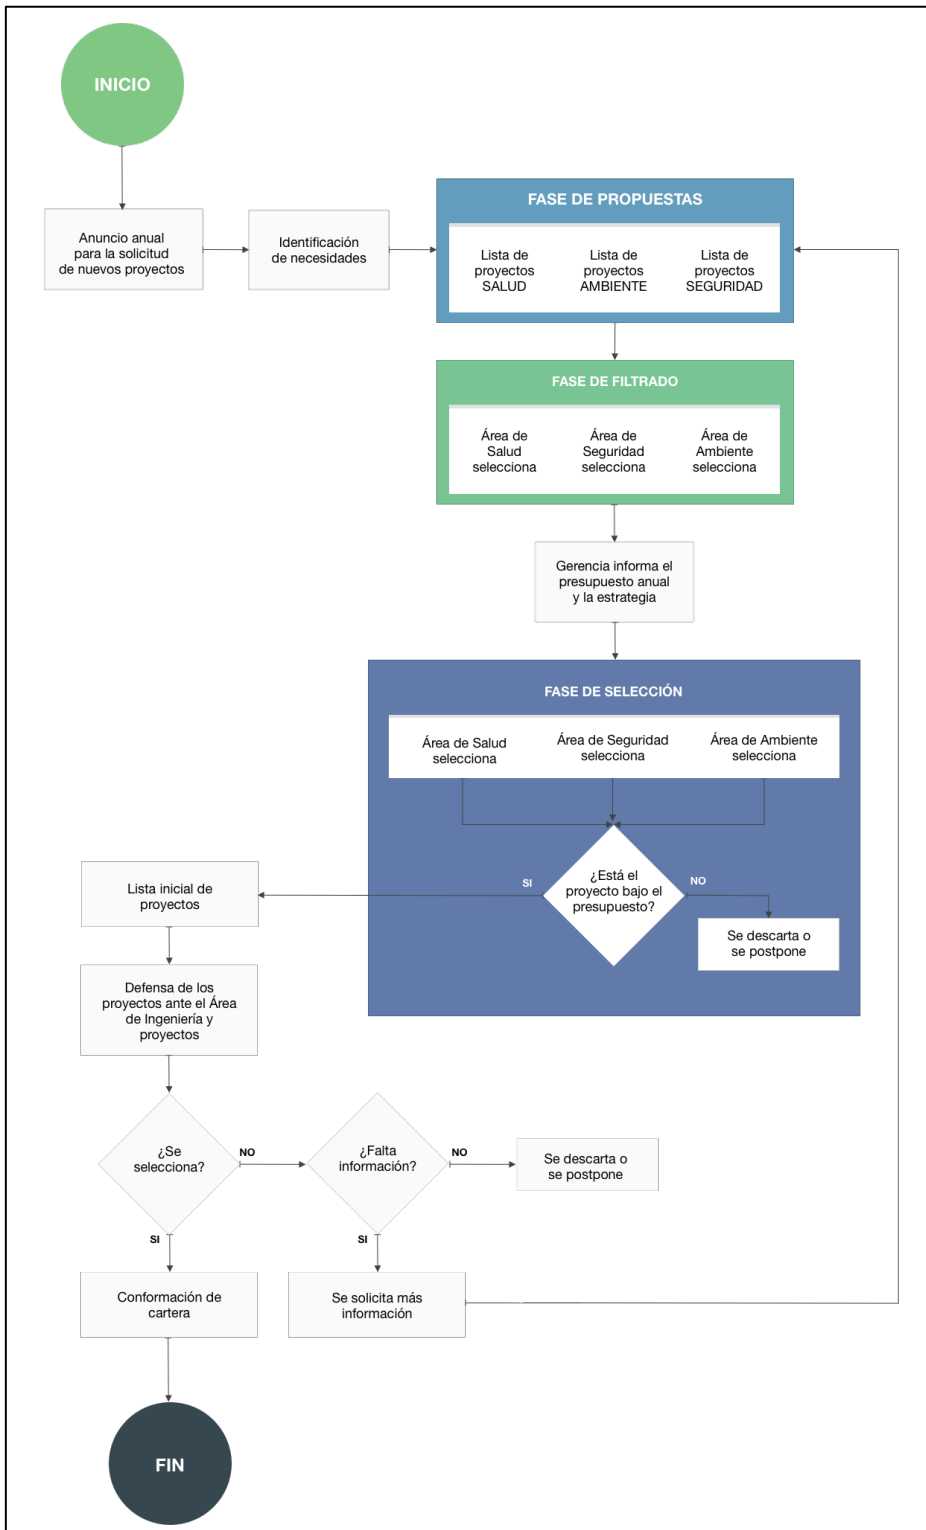 INICIO
Anuncio anual
para la solicitud
de nuevos proyectos
Identificación
de necesidades
FASE DE PROPUESTAS
Lista de
proyectos
SALUD
Lista de
proyectos
AMBIENTE
Lista de
proyectos
SEGURIDAD
FASE DE FILTRADO
Área de
Salud
selecciona
Área de
Seguridad
selecciona
Área de
Ambiente
selecciona
Gerencia informa el
presupuesto anual
y la estrategia
FASE DE SELECCIÓN
Área de Salud
selecciona
Área de Seguridad
selecciona
Área de Ambiente
selecciona
¿Está el
proyecto bajo el
presupuesto?
SI
NO
Se descarta o
se postpone
Lista inicial de
proyectos
Defensa de los
proyectos ante el Área
de Ingeniería y
proyectos
¿Se
selecciona?
NO
¿Falta
información?
NO
Se descarta o
se postpone
SI
SI
Conformación de
cartera
Se solicita más
información
FIN